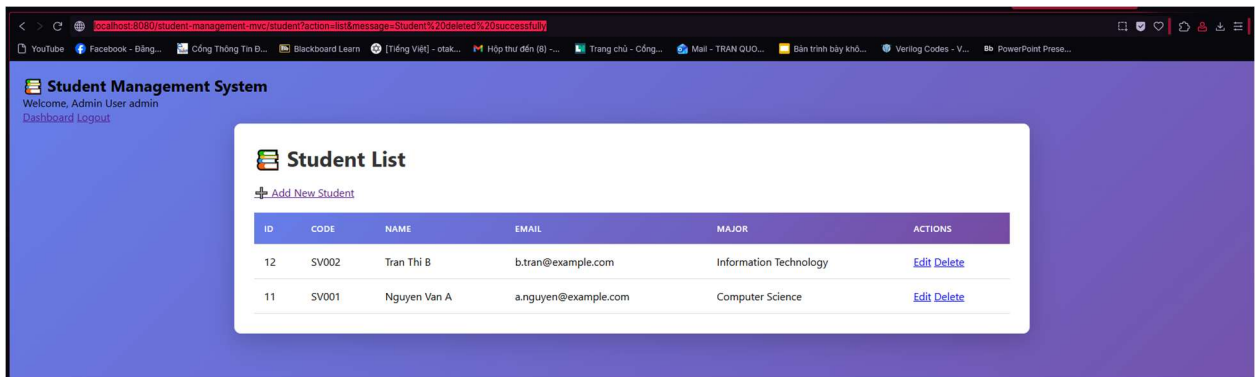 localhost:8080/student-management-mvc/student?action=list&message=Student%20deleted%20successfully
YouTube Facebook - Đăng... Cổng Thông Tin Đ... Blackboard Learn [Tiếng Việt] - otak... Hộp thư đến (8) -... Trang chủ - Cổng... Mail - TRAN QUO... Bản trình bày khô... Verilog Codes - V... Bb PowerPoint Prese...
Student Management System
Welcome, Admin User admin
Dashboard Logout
Student List
Add New Student
ID CODE NAME EMAIL MAJOR ACTIONS
12 SV002 Tran Thi B b.tran@example.com Information Technology Edit Delete
11 SV001 Nguyen Van A a.nguyen@example.com Computer Science Edit Delete